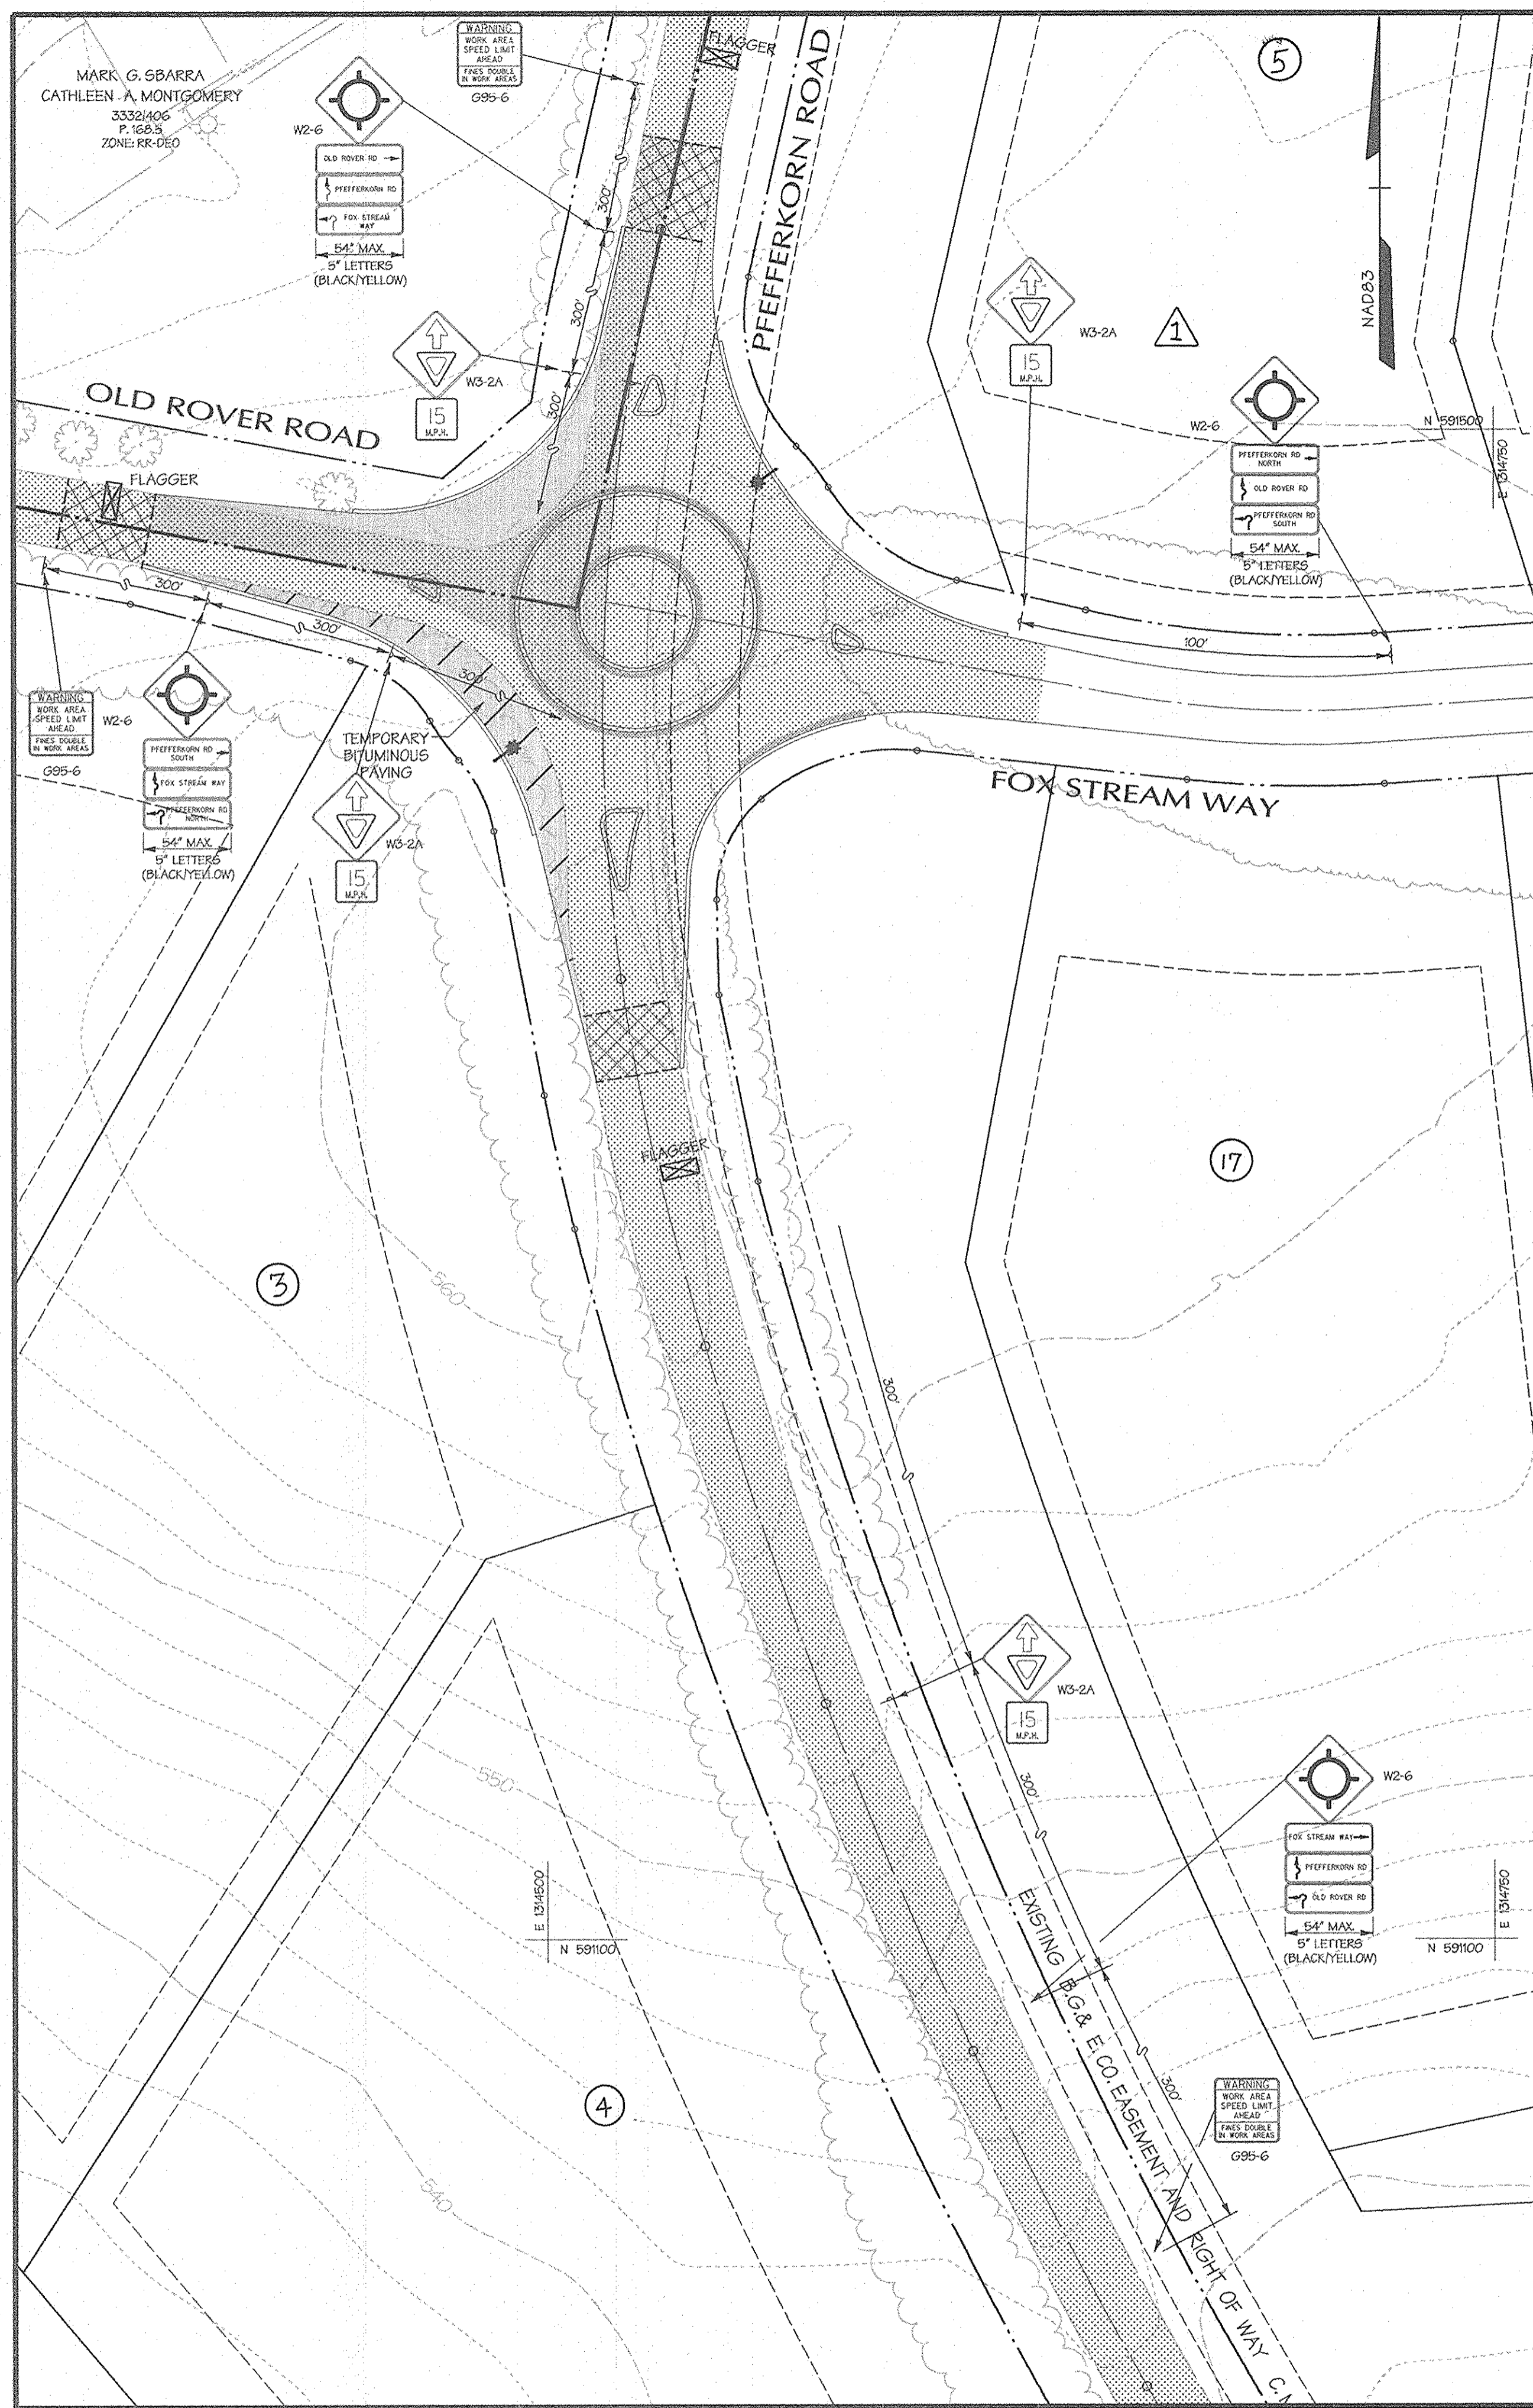 MARK G. SBARRA
CATHLEEN A. MONTGOMERY
3332/406
P. 168.5
ZONE: RR-DEO
W2-6
OLD ROVER RD
PFEFFERKORN RD
FOX STREAM
WAY
54" MAX.
5" LETTERS
(BLACK/YELLOW)
WARNING
WORK AREA
SPEED LIMIT
AHEAD
FINES DOUBLE
IN WORK AREAS
G95-6
FLAGGER
PFEFFERKORN ROAD
5
300'
300'
300'
W3-2A
15
M.P.H.
W3-2A
15
M.P.H.
1
NAD83
W2-6
PFEFFERKORN RD
NORTH
OLD ROVER RD
PFEFFERKORN RD
SOUTH
54" MAX.
5" LETTERS
(BLACK/YELLOW)
N 591500
E 1314750
OLD ROVER ROAD
FLAGGER
300'
300'
300'
100'
WARNING
WORK AREA
SPEED LIMIT
AHEAD
FINES DOUBLE
IN WORK AREAS
G95-6
W2-6
PFEFFERKORN RD
SOUTH
FOX STREAM WAY
PFEFFERKORN RD
NORTH
54" MAX.
5" LETTERS
(BLACK/YELLOW)
TEMPORARY
BITUMINOUS
PAVING
W3-2A
15
M.P.H.
FOX STREAM WAY
FLAGGER
17
3
560
300'
W3-2A
15
M.P.H.
550
300'
W2-6
FOX STREAM WAY
PFEFFERKORN RD
OLD ROVER RD
54" MAX.
5" LETTERS
(BLACK/YELLOW)
E 1314500
N 591100
E 1314750
N 591100
EXISTING B.G.& E. CO. EASEMENT AND RIGHT OF WAY
300'
WARNING
WORK AREA
SPEED LIMIT
AHEAD
FINES DOUBLE
IN WORK AREAS
G95-6
4
540